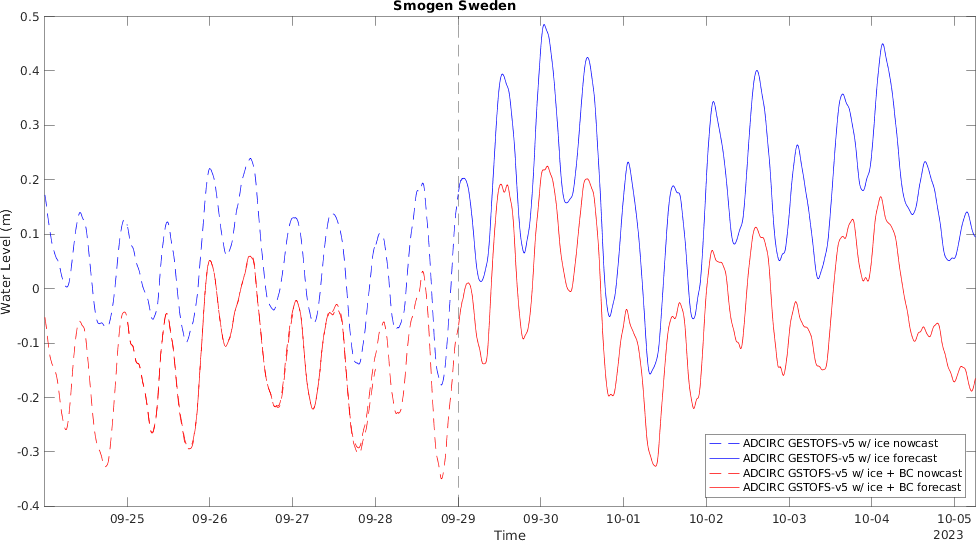 Smogen Sweden
0.5
0.4
0.3
0.2
0.1
0
-0.1
-0.2
-0.3
-0.4
Water Level (m)
ADCIRC GESTOFS-v5 w/ ice nowcast
ADCIRC GESTOFS-v5 w/ ice forecast
ADCIRC GSTOFS-v5 w/ ice + BC nowcast
ADCIRC GSTOFS-v5 w/ ice + BC forecast
09-25 09-26 09-27 09-28 09-29 09-30 10-01 10-02 10-03 10-04 10-05
Time
2023